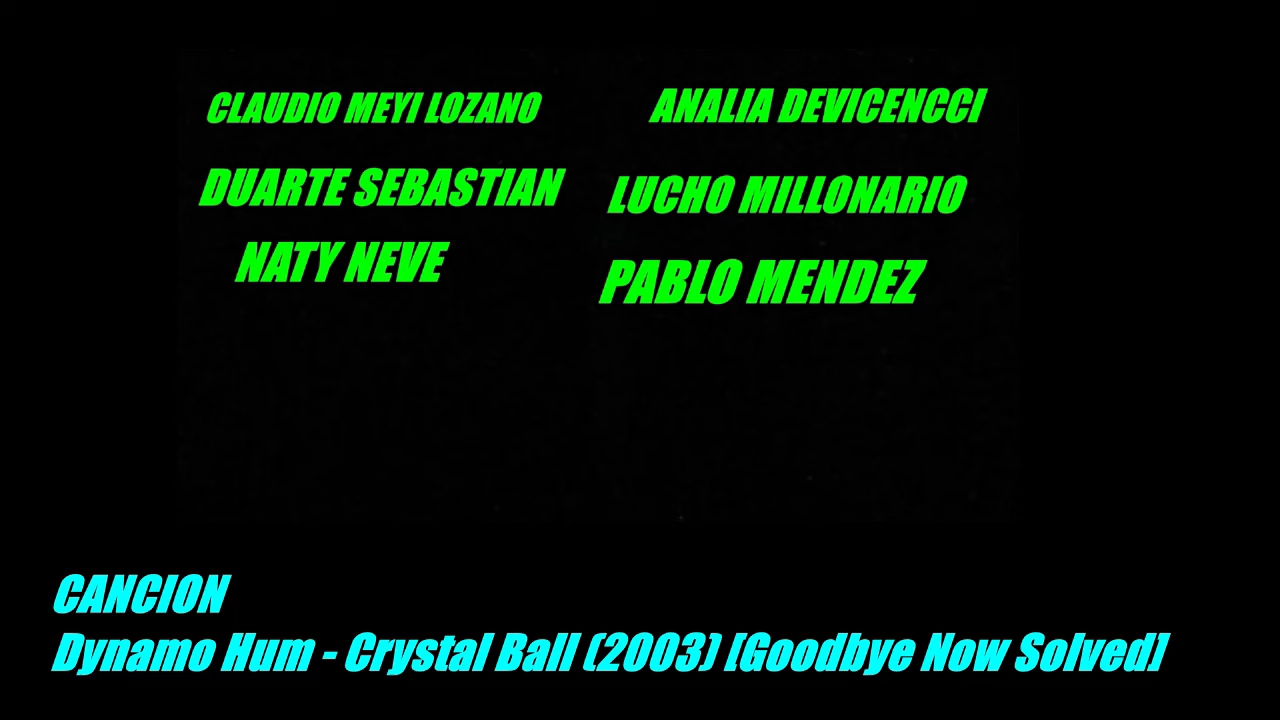 CLAUDIO MEYI LOZANO
ANALIA DEVICENCCI
DUARTE SEBASTIAN
LUCHO MILLONARIO
NATY NEVE
PABLO MENDEZ
CANCION
Dynamo Hum - Crystal Ball (2003) [Goodbye Now Solved]